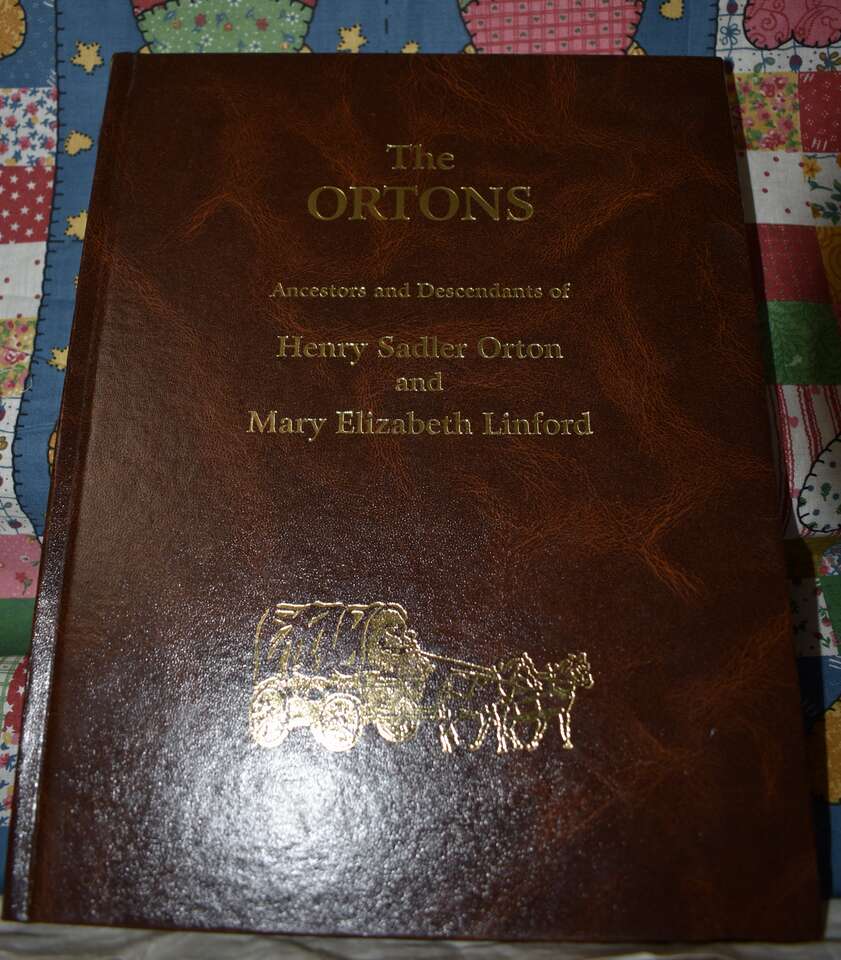 The
ORTONS
Ancestors and Descendants of
Henry Sadler Orton
and
Mary Elizabeth Linford